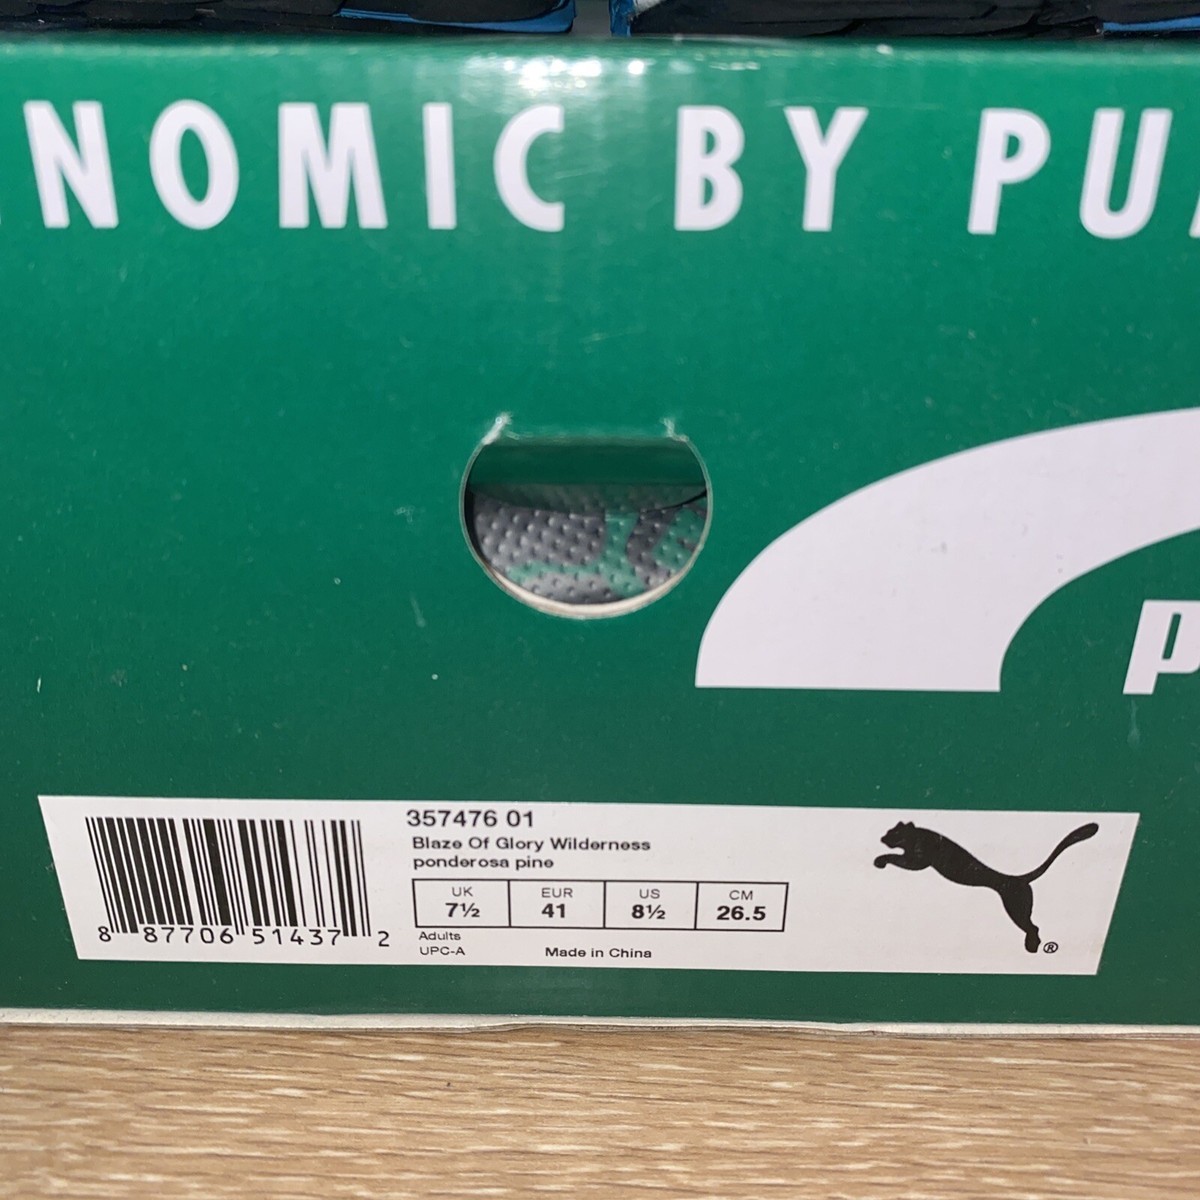 NOMIC BY PU
p
357476 01
Blaze Of Glory Wilderness
ponderosa pine
UK EUR US CM
7½ 41 8½ 26.5
Adults
UPC-A Made in China
8 87706 51437 2
®